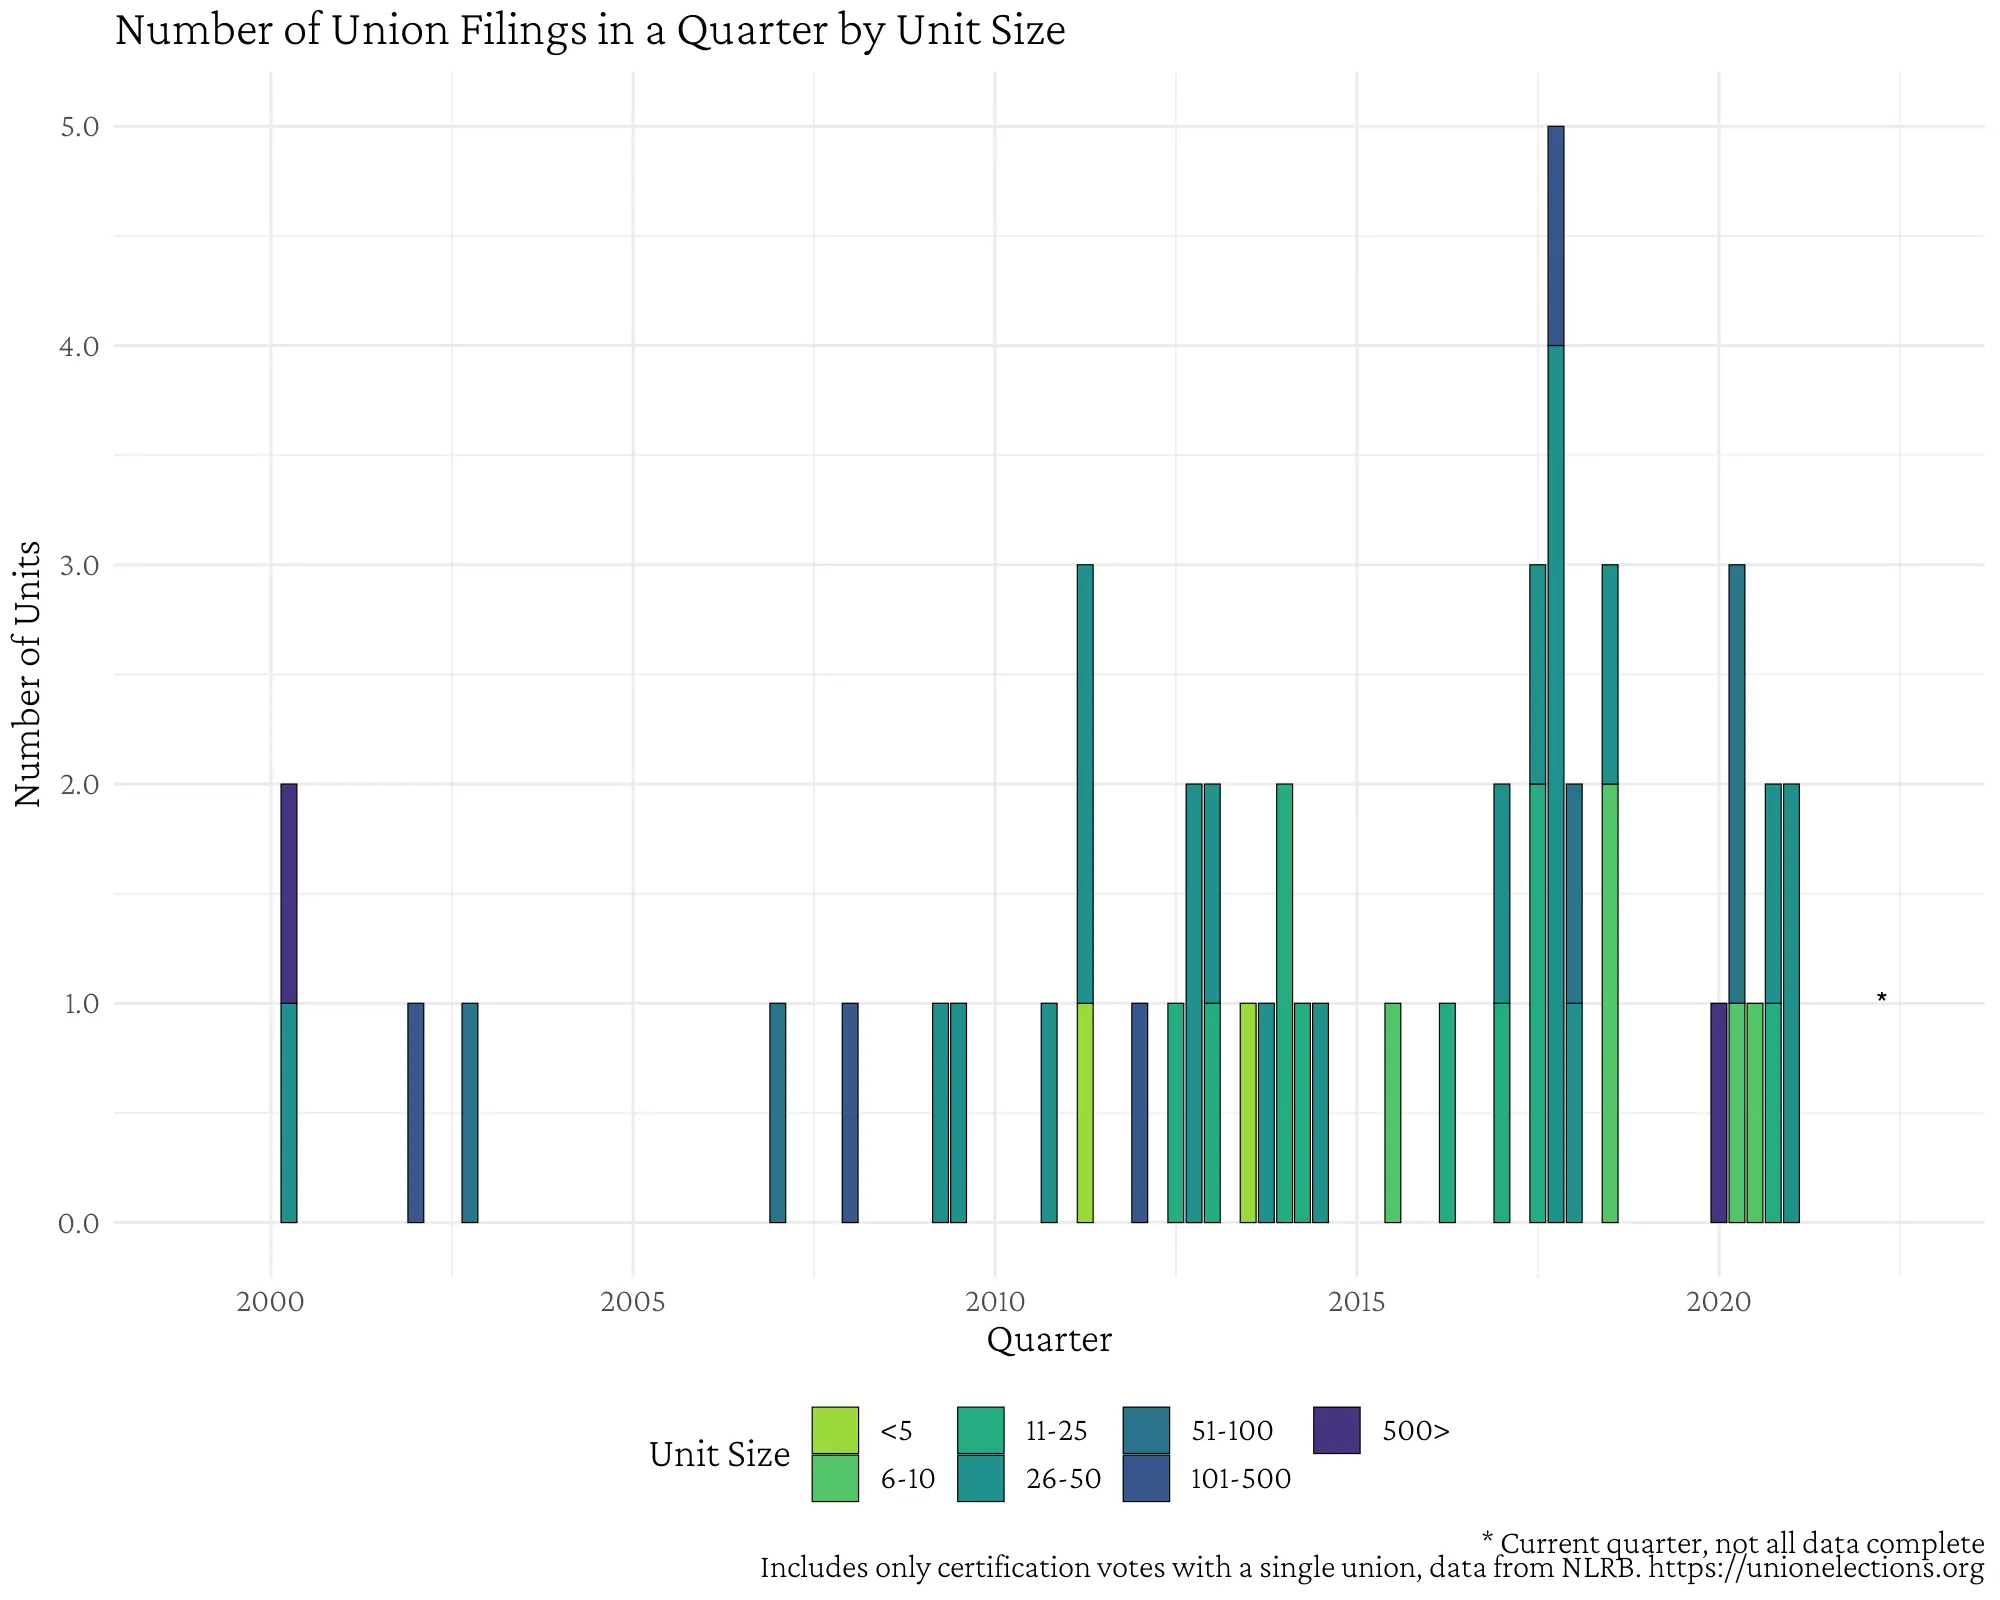 Number of Union Filings in a Quarter by Unit Size
5.0
4.0
3.0
2.0
1.0
0.0
Number of Units
*
2000 2005 2010 2015 2020
Quarter
Unit Size
<5 11-25 51-100 500>
6-10 26-50 101-500
* Current quarter, not all data complete
Includes only certification votes with a single union, data from NLRB. https://unionelections.org